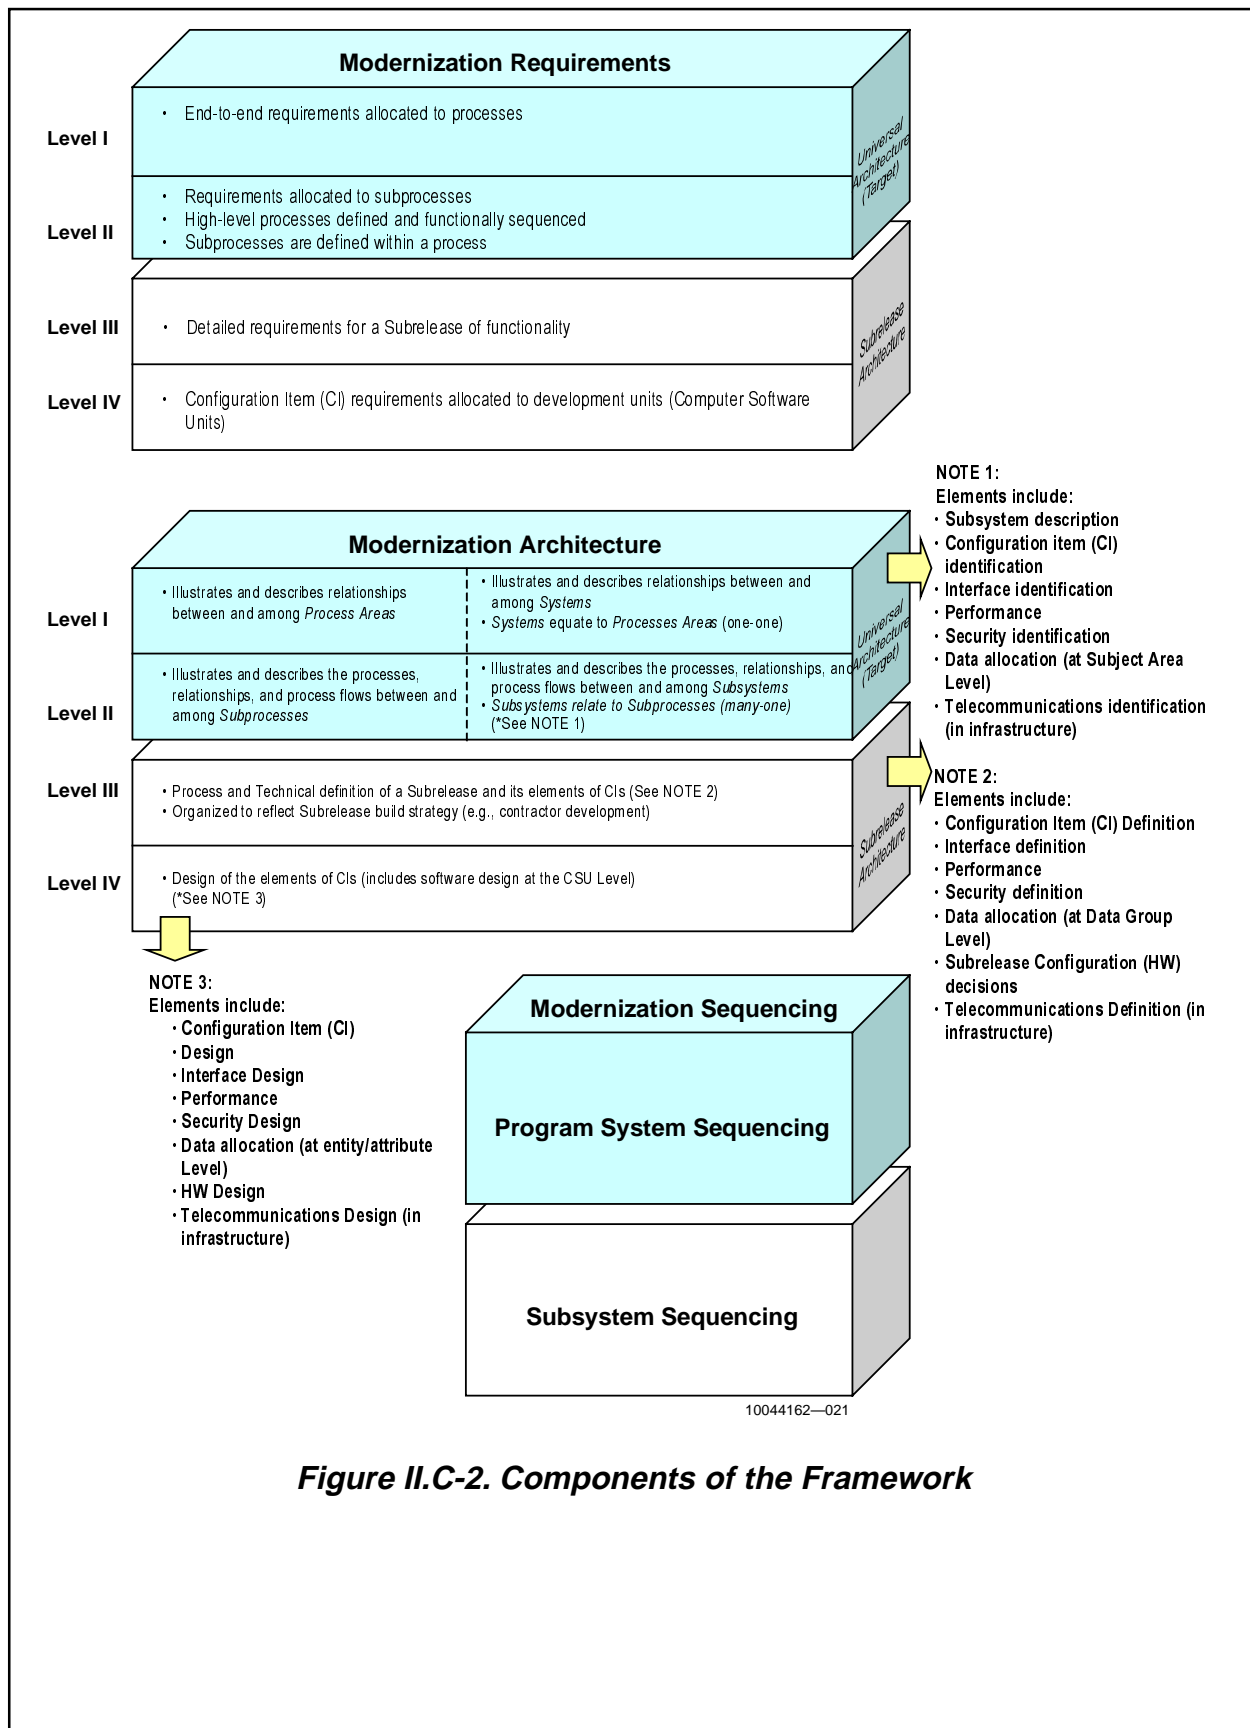 Modernization Requirements
Level I
• End-to-end requirements allocated to processes
Universal
Architecture
(Target)
Level II
• Requirements allocated to subprocesses
• High-level processes defined and functionally sequenced
• Subprocesses are defined within a process
Level III
• Detailed requirements for a Subrelease of functionality
Subrelease
Architecture
Level IV
• Configuration Item (CI) requirements allocated to development units (Computer Software
Units)
Modernization Architecture
Level I
• Illustrates and describes relationships
between and among Process Areas
• Illustrates and describes relationships between and
among Systems
• Systems equate to Processes Areas (one-one)
Universal
Architecture
(Target)
Level II
• Illustrates and describes the processes,
relationships, and process flows between and
among Subprocesses
• Illustrates and describes the processes, relationships, and
process flows between and among Subsystems
• Subsystems relate to Subprocesses (many-one)
(*See NOTE 1)
Level III
• Process and Technical definition of a Subrelease and its elements of CIs (See NOTE 2)
• Organized to reflect Subrelease build strategy (e.g., contractor development)
Subrelease
Architecture
Level IV
• Design of the elements of CIs (includes software design at the CSU Level)
(*See NOTE 3)
NOTE 1:
Elements include:
• Subsystem description
• Configuration item (CI)
identification
• Interface identification
• Performance
• Security identification
• Data allocation (at Subject Area
Level)
• Telecommunications identification
(in infrastructure)
NOTE 2:
Elements include:
• Configuration Item (CI) Definition
• Interface definition
• Performance
• Security definition
• Data allocation (at Data Group
Level)
• Subrelease Configuration (HW)
decisions
• Telecommunications Definition (in
infrastructure)
NOTE 3:
Elements include:
• Configuration Item (CI)
• Design
• Interface Design
• Performance
• Security Design
• Data allocation (at entity/attribute
Level)
• HW Design
• Telecommunications Design (in
infrastructure)
Modernization Sequencing
Program System Sequencing
Subsystem Sequencing
10044162—021
Figure II.C-2. Components of the Framework